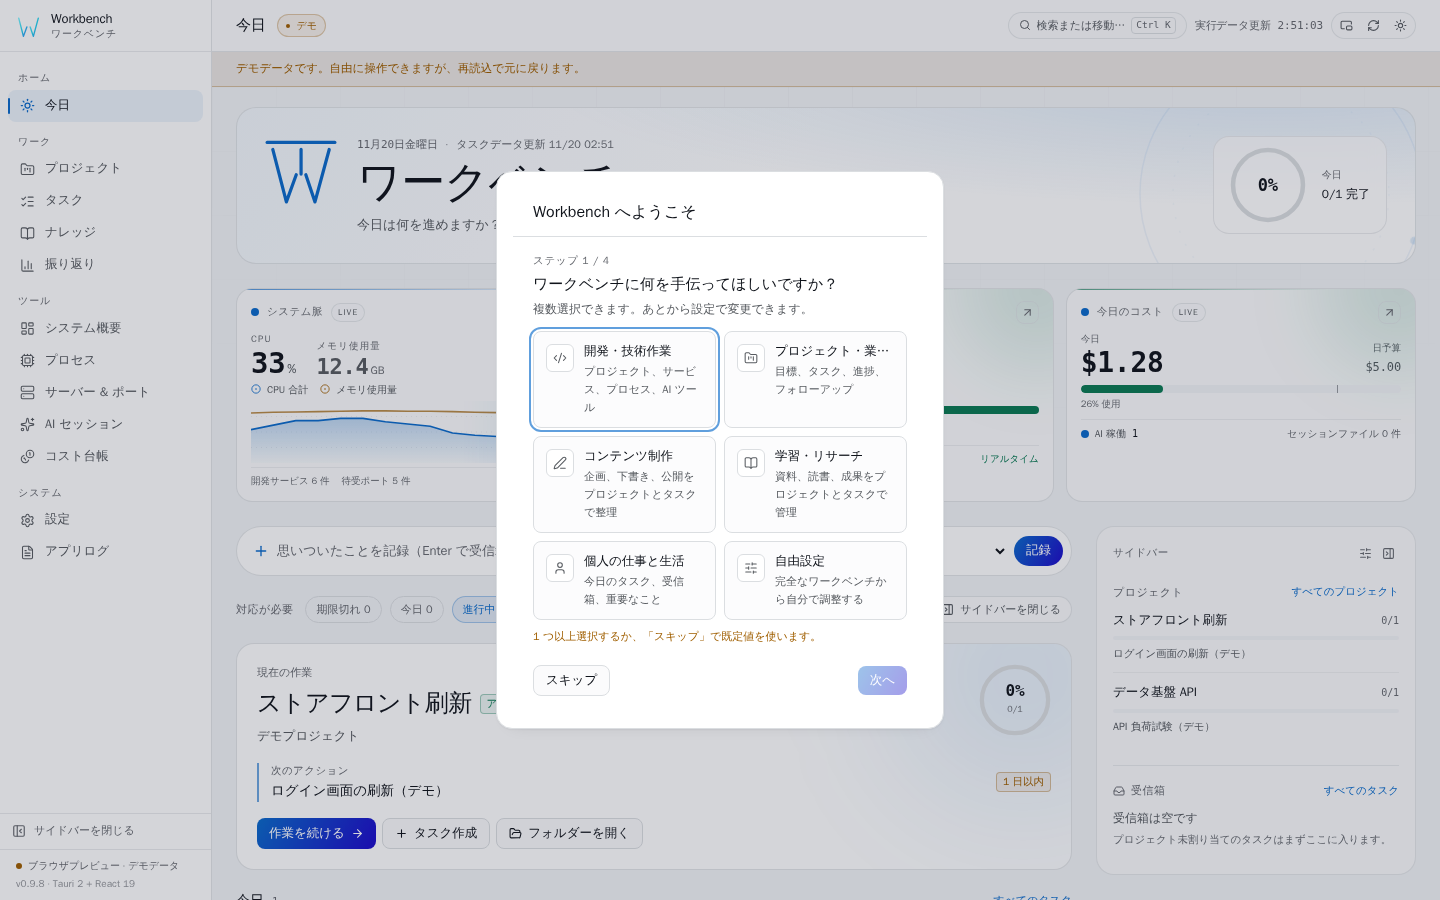 Workbench
ワークベンチ
ホーム
今日
ワーク
プロジェクト
タスク
ナレッジ
振り返り
ツール
システム概要
プロセス
サーバー & ポート
AI セッション
コスト台帳
システム
設定
アプリログ
サイドバーを閉じる
ブラウザプレビュー · デモデータ
v0.9.8 · Tauri 2 + React 19
今日
デモ
検索または移動…
Ctrl K
実行データ更新 2:51:03
デモデータです。自由に操作できますが、再読込で元に戻ります。
11月20日金曜日 · タスクデータ更新 11/20 02:51
ワークベンチ
今日は何を進めますか？
0%
今日
0/1 完了
システム脈
LIVE
CPU
33%
メモリ使用量
12.4GB
CPU 合計
メモリ使用量
開発サービス 6 件
待受ポート 5 件
リアルタイム
今日のコスト
LIVE
今日
$1.28
日予算
$5.00
26% 使用
AI 稼働 1
セッションファイル 0 件
思いついたことを記録（Enter で受信
記録
対応が必要
期限切れ 0
今日 0
進行中
サイドバーを閉じる
現在の作業
ストアフロント刷新
デモプロジェクト
0%
0/1
次のアクション
ログイン画面の刷新（デモ）
1 日以内
作業を続ける
タスク作成
フォルダーを開く
今日 1
すべてのタスク
サイドバー
プロジェクト
すべてのプロジェクト
ストアフロント刷新
0/1
ログイン画面の刷新（デモ）
データ基盤 API
0/1
API 負荷試験（デモ）
受信箱
すべてのタスク
受信箱は空です
プロジェクト未割り当てのタスクはまずここに入ります。
Workbench へようこそ
ステップ 1 / 4
ワークベンチに何を手伝ってほしいですか？
複数選択できます。あとから設定で変更できます。
開発・技術作業
プロジェクト、サービ
ス、プロセス、AI ツー
ル
プロジェクト・業…
目標、タスク、進捗、
フォローアップ
コンテンツ制作
企画、下書き、公開を
プロジェクトとタスク
で整理
学習・リサーチ
資料、読書、成果をプ
ロジェクトとタスクで
管理
個人の仕事と生活
今日のタスク、受信
箱、重要なこと
自由設定
完全なワークベンチか
ら自分で調整する
1 つ以上選択するか、「スキップ」で既定値を使います。
スキップ
次へ